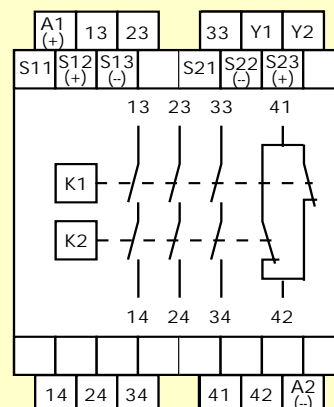 A1 (+) 13 23 33 Y1 Y2
S11 S12 (+) S13 (--) S21 S22 (--) S23 (+)
13 23 33 41
K1
K2
14 24 34 42
14 24 34 41 42 A2 (--)